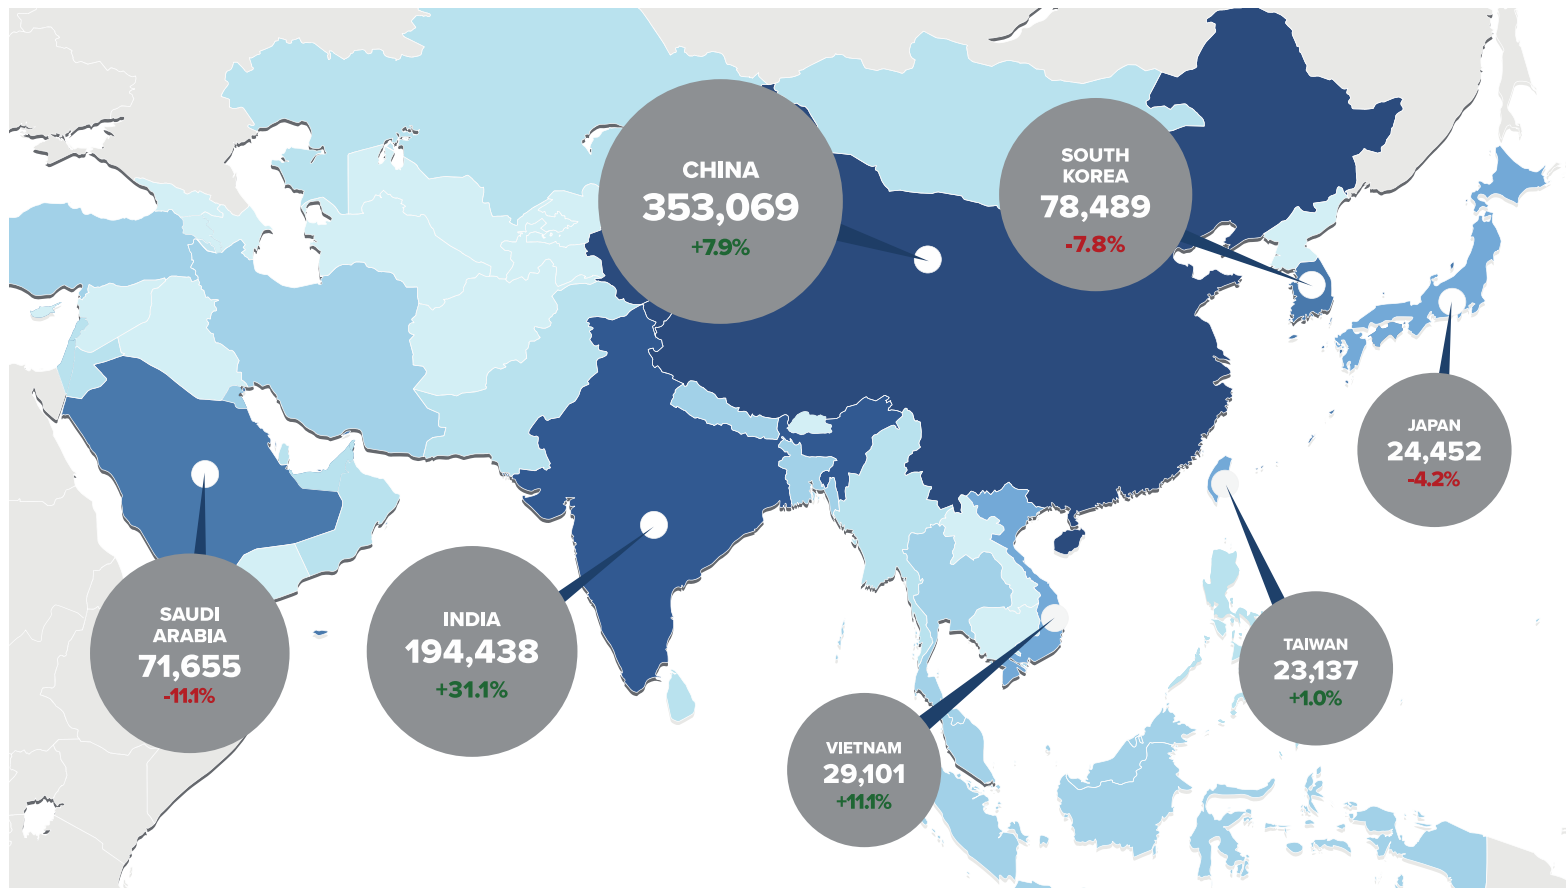 CHINA
353,069
+7.9%
SOUTH
KOREA
78,489
-7.8%
JAPAN
24,452
-4.2%
SAUDI
ARABIA
71,655
-11.1%
INDIA
194,438
+31.1%
VIETNAM
29,101
+11.1%
TAIWAN
23,137
+1.0%